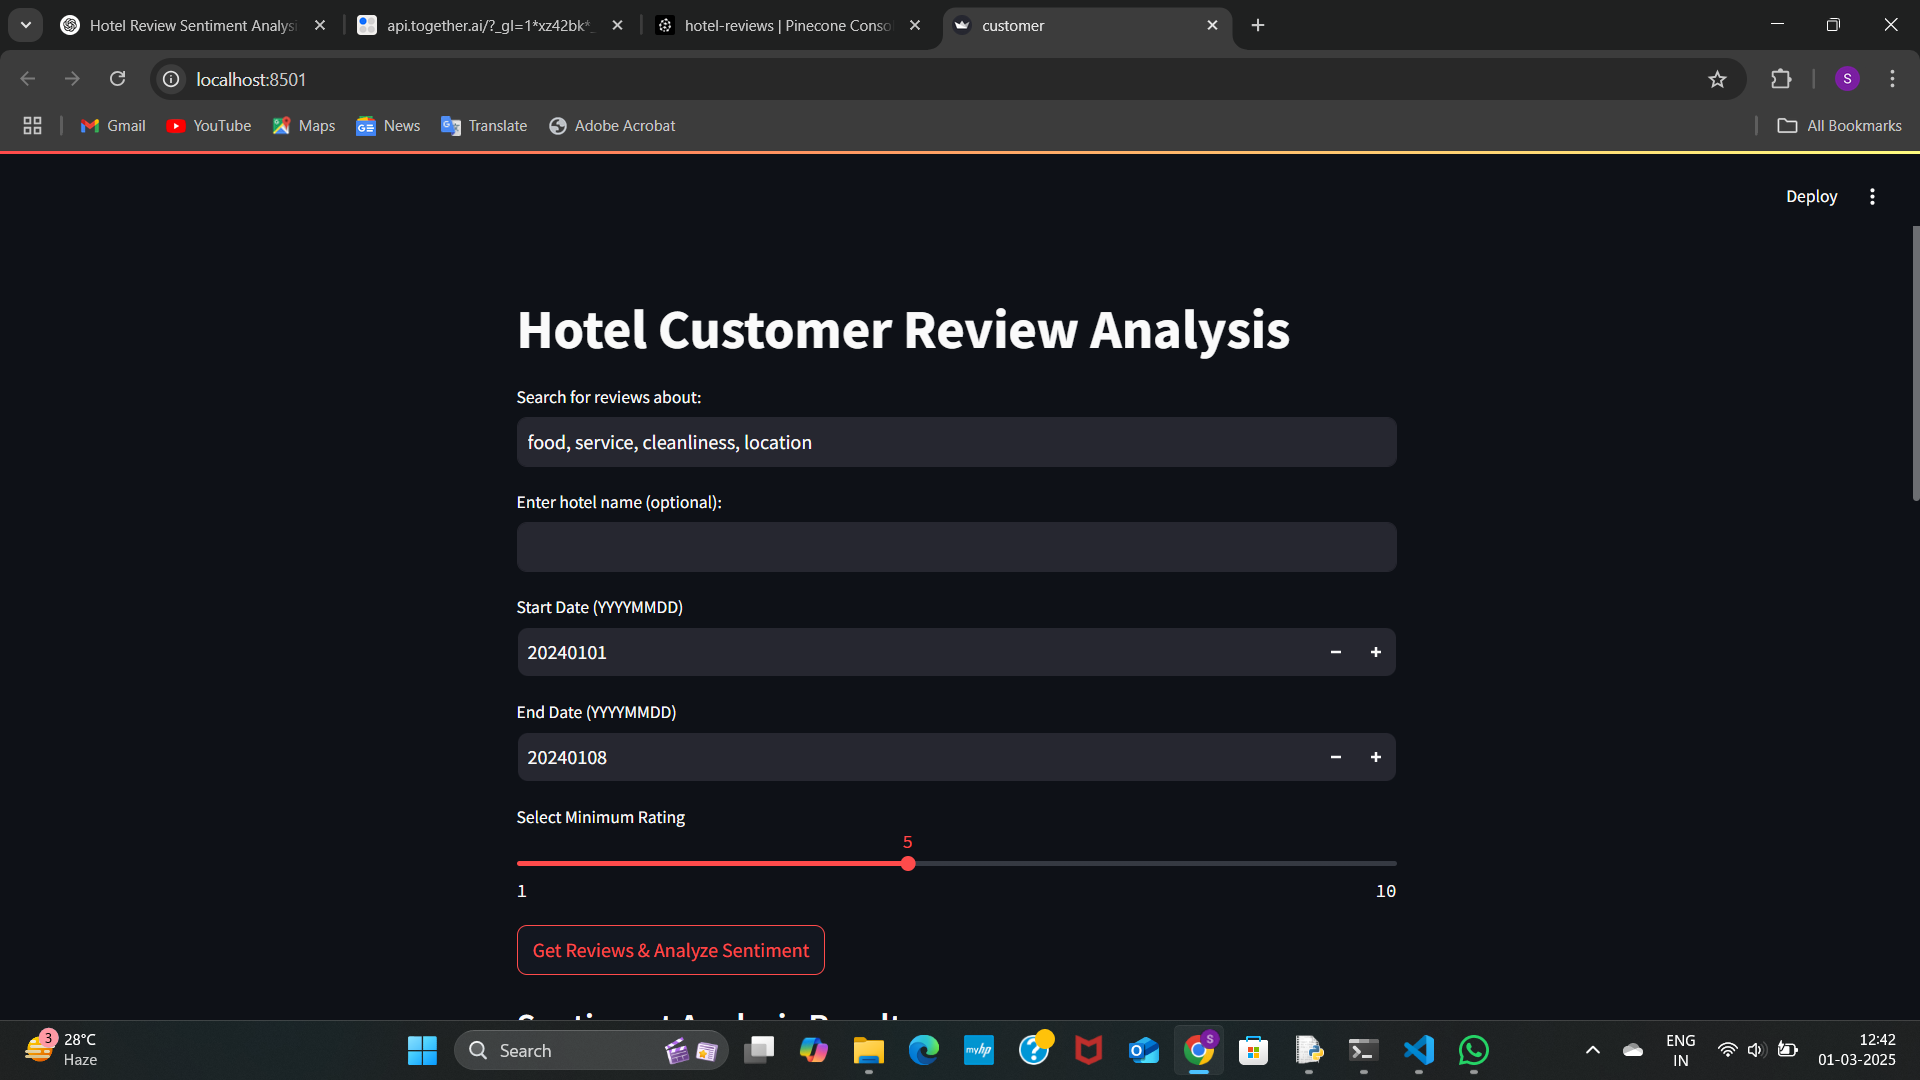 Hotel Review Sentiment Analysi
api.together.ai/?_gl=1*xz42bk*_
hotel-reviews | Pinecone Conso
customer
localhost:8501
S
Gmail
YouTube
Maps
News
Translate
Adobe Acrobat
All Bookmarks
Deploy
Hotel Customer Review Analysis
Search for reviews about:
food, service, cleanliness, location
Enter hotel name (optional):
Start Date (YYYYMMDD)
20240101
End Date (YYYYMMDD)
20240108
Select Minimum Rating
5
1
10
Get Reviews & Analyze Sentiment
3
28°C
Haze
Search
myhp
S
ENG
IN
12:42
01-03-2025